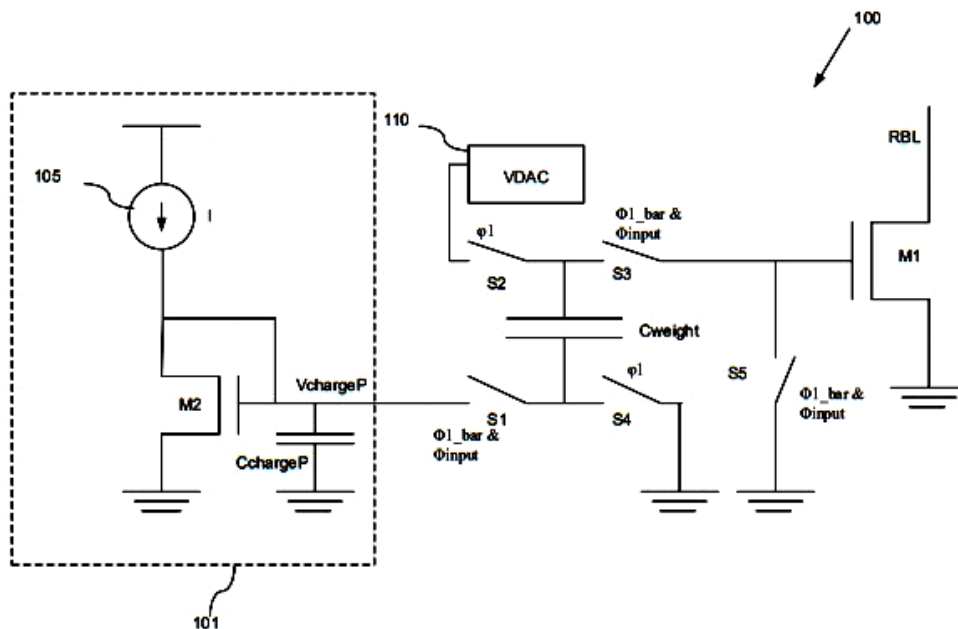 100
110
RBL
VDAC
105
I
Φ1_bar &
Φinput
φ1
M1
S2
S3
Cweight
VchargeP
φ1
S5
M2
S1
S4
Φ1_bar &
Φinput
Φ1_bar &
Φinput
CchargeP
101